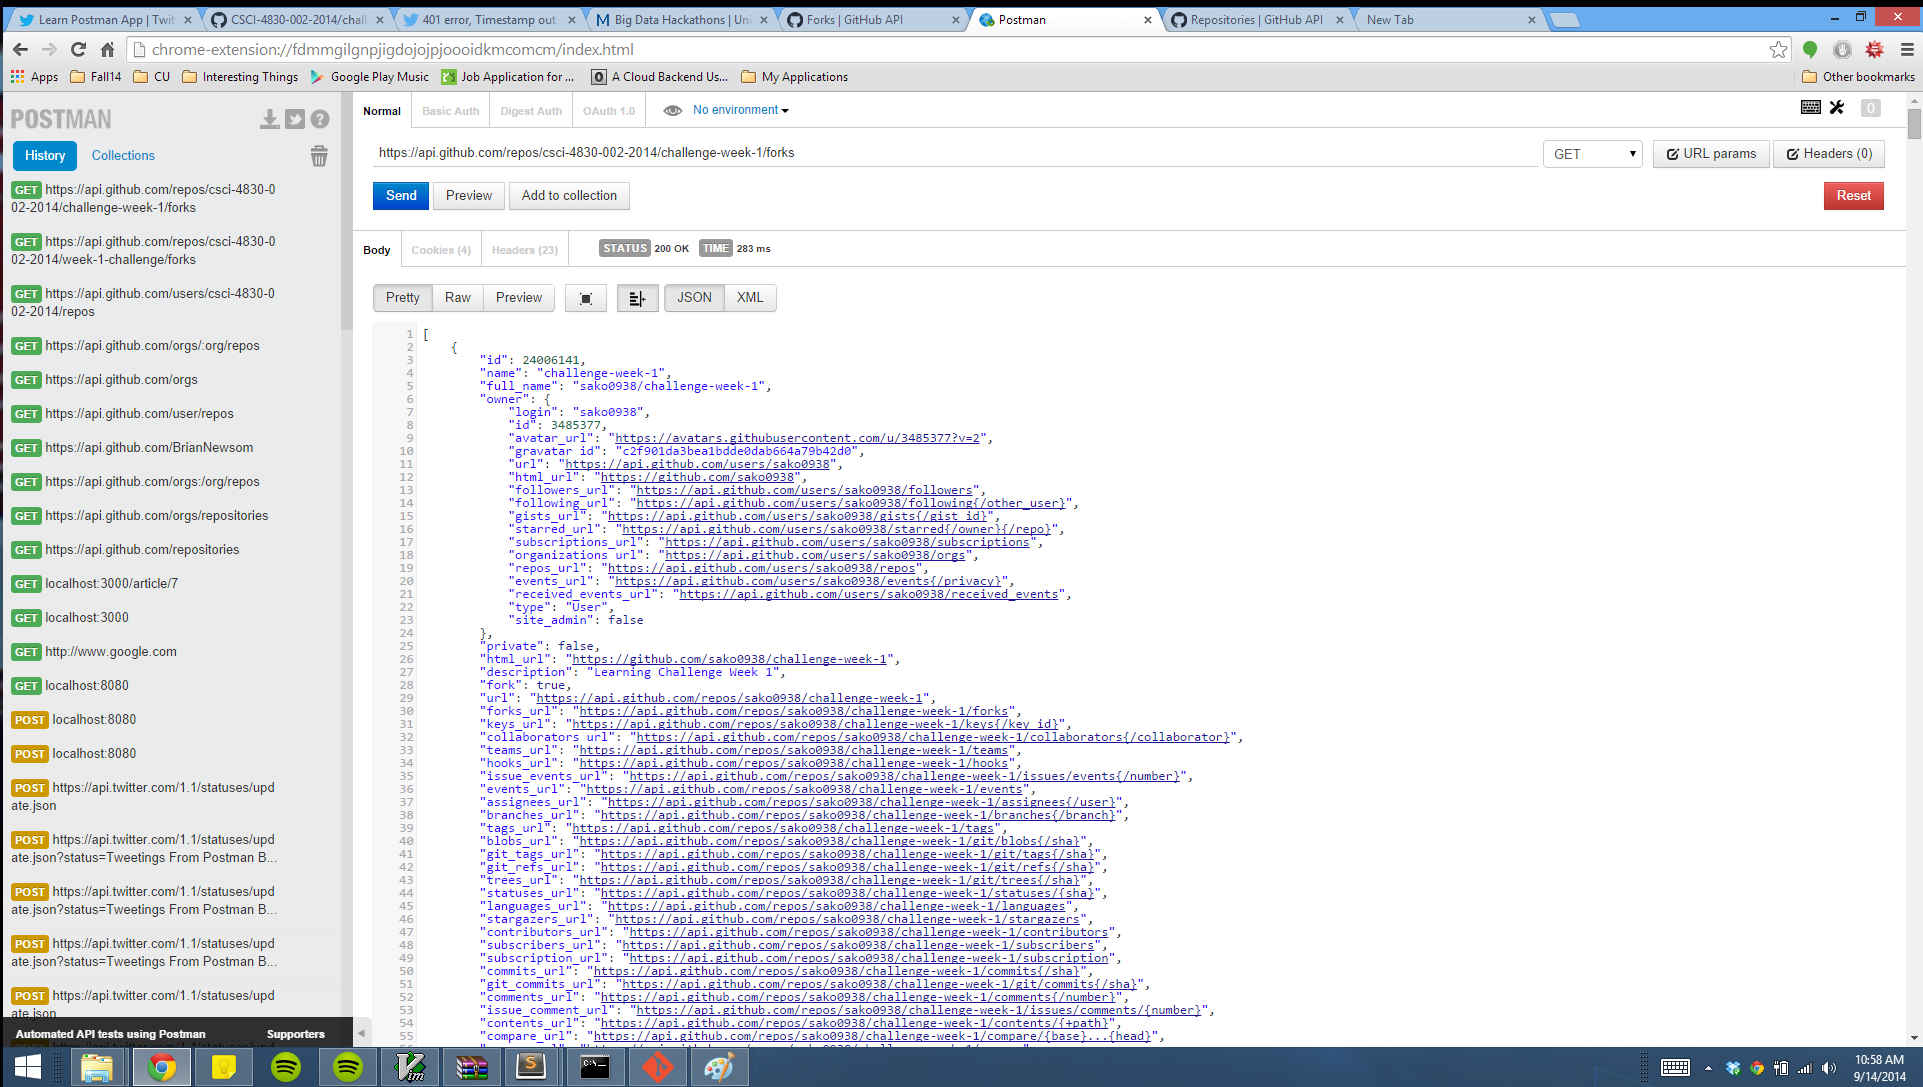 Learn Postman App | Twit
CSCI-4830-002-2014/chall
401 error, Timestamp out
Big Data Hackathons | Uni
Forks | GitHub API
Postman
Repositories | GitHub API
New Tab
chrome-extension://fdmmgilgnpjigdojojpjoooidkmcomcm/index.html
Apps
Fall14
CU
Interesting Things
Google Play Music
Job Application for ...
A Cloud Backend Us...
My Applications
Other bookmarks
POSTMAN
History
Collections
GET https://api.github.com/repos/csci-4830-0
02-2014/challenge-week-1/forks
GET https://api.github.com/repos/csci-4830-0
02-2014/week-1-challenge/forks
GET https://api.github.com/users/csci-4830-0
02-2014/repos
GET https://api.github.com/orgs/:org/repos
GET https://api.github.com/orgs
GET https://api.github.com/user/repos
GET https://api.github.com/BrianNewsom
GET https://api.github.com/orgs:/org/repos
GET https://api.github.com/orgs/repositories
GET https://api.github.com/repositories
GET localhost:3000/article/7
GET localhost:3000
GET http://www.google.com
GET localhost:8080
POST localhost:8080
POST localhost:8080
POST https://api.twitter.com/1.1/statuses/upd
ate.json
POST https://api.twitter.com/1.1/statuses/upd
ate.json?status=Tweetings From Postman B...
POST https://api.twitter.com/1.1/statuses/upd
ate.json?status=Tweetings From Postman B...
POST https://api.twitter.com/1.1/statuses/upd
ate.json?status=Tweetings From Postman B...
POST https://api.twitter.com/1.1/statuses/upd
ate.json
Automated API tests using Postman
Supporters
Normal
Basic Auth
Digest Auth
OAuth 1.0
No environment
0
https://api.github.com/repos/csci-4830-002-2014/challenge-week-1/forks
GET
URL params
Headers (0)
Send
Preview
Add to collection
Reset
Body
Cookies (4)
Headers (23)
STATUS 200 OK
TIME 283 ms
Pretty
Raw
Preview
JSON
XML
1 [
2 {
3 "id": 24006141,
4 "name": "challenge-week-1",
5 "full_name": "sako0938/challenge-week-1",
6 "owner": {
7 "login": "sako0938",
8 "id": 3485377,
9 "avatar_url": "https://avatars.githubusercontent.com/u/3485377?v=2",
10 "gravatar_id": "c2f901da3bea1bdde0dab664a79b42d0",
11 "url": "https://api.github.com/users/sako0938",
12 "html_url": "https://github.com/sako0938",
13 "followers_url": "https://api.github.com/users/sako0938/followers",
14 "following_url": "https://api.github.com/users/sako0938/following{/other_user}",
15 "gists_url": "https://api.github.com/users/sako0938/gists{/gist_id}",
16 "starred_url": "https://api.github.com/users/sako0938/starred{/owner}{/repo}",
17 "subscriptions_url": "https://api.github.com/users/sako0938/subscriptions",
18 "organizations_url": "https://api.github.com/users/sako0938/orgs",
19 "repos_url": "https://api.github.com/users/sako0938/repos",
20 "events_url": "https://api.github.com/users/sako0938/events{/privacy}",
21 "received_events_url": "https://api.github.com/users/sako0938/received_events",
22 "type": "User",
23 "site_admin": false
24 },
25 "private": false,
26 "html_url": "https://github.com/sako0938/challenge-week-1",
27 "description": "Learning Challenge Week 1",
28 "fork": true,
29 "url": "https://api.github.com/repos/sako0938/challenge-week-1",
30 "forks_url": "https://api.github.com/repos/sako0938/challenge-week-1/forks",
31 "keys_url": "https://api.github.com/repos/sako0938/challenge-week-1/keys{/key_id}",
32 "collaborators_url": "https://api.github.com/repos/sako0938/challenge-week-1/collaborators{/collaborator}",
33 "teams_url": "https://api.github.com/repos/sako0938/challenge-week-1/teams",
34 "hooks_url": "https://api.github.com/repos/sako0938/challenge-week-1/hooks",
35 "issue_events_url": "https://api.github.com/repos/sako0938/challenge-week-1/issues/events{/number}",
36 "events_url": "https://api.github.com/repos/sako0938/challenge-week-1/events",
37 "assignees_url": "https://api.github.com/repos/sako0938/challenge-week-1/assignees{/user}",
38 "branches_url": "https://api.github.com/repos/sako0938/challenge-week-1/branches{/branch}",
39 "tags_url": "https://api.github.com/repos/sako0938/challenge-week-1/tags",
40 "blobs_url": "https://api.github.com/repos/sako0938/challenge-week-1/git/blobs{/sha}",
41 "git_tags_url": "https://api.github.com/repos/sako0938/challenge-week-1/git/tags{/sha}",
42 "git_refs_url": "https://api.github.com/repos/sako0938/challenge-week-1/git/refs{/sha}",
43 "trees_url": "https://api.github.com/repos/sako0938/challenge-week-1/git/trees{/sha}",
44 "statuses_url": "https://api.github.com/repos/sako0938/challenge-week-1/statuses/{sha}",
45 "languages_url": "https://api.github.com/repos/sako0938/challenge-week-1/languages",
46 "stargazers_url": "https://api.github.com/repos/sako0938/challenge-week-1/stargazers",
47 "contributors_url": "https://api.github.com/repos/sako0938/challenge-week-1/contributors",
48 "subscribers_url": "https://api.github.com/repos/sako0938/challenge-week-1/subscribers",
49 "subscription_url": "https://api.github.com/repos/sako0938/challenge-week-1/subscription",
50 "commits_url": "https://api.github.com/repos/sako0938/challenge-week-1/commits{/sha}",
51 "git_commits_url": "https://api.github.com/repos/sako0938/challenge-week-1/git/commits{/sha}",
52 "comments_url": "https://api.github.com/repos/sako0938/challenge-week-1/comments{/number}",
53 "issue_comment_url": "https://api.github.com/repos/sako0938/challenge-week-1/issues/comments/{number}",
54 "contents_url": "https://api.github.com/repos/sako0938/challenge-week-1/contents/{+path}",
55 "compare_url": "https://api.github.com/repos/sako0938/challenge-week-1/compare/{base}...{head}",
10:58 AM
9/14/2014